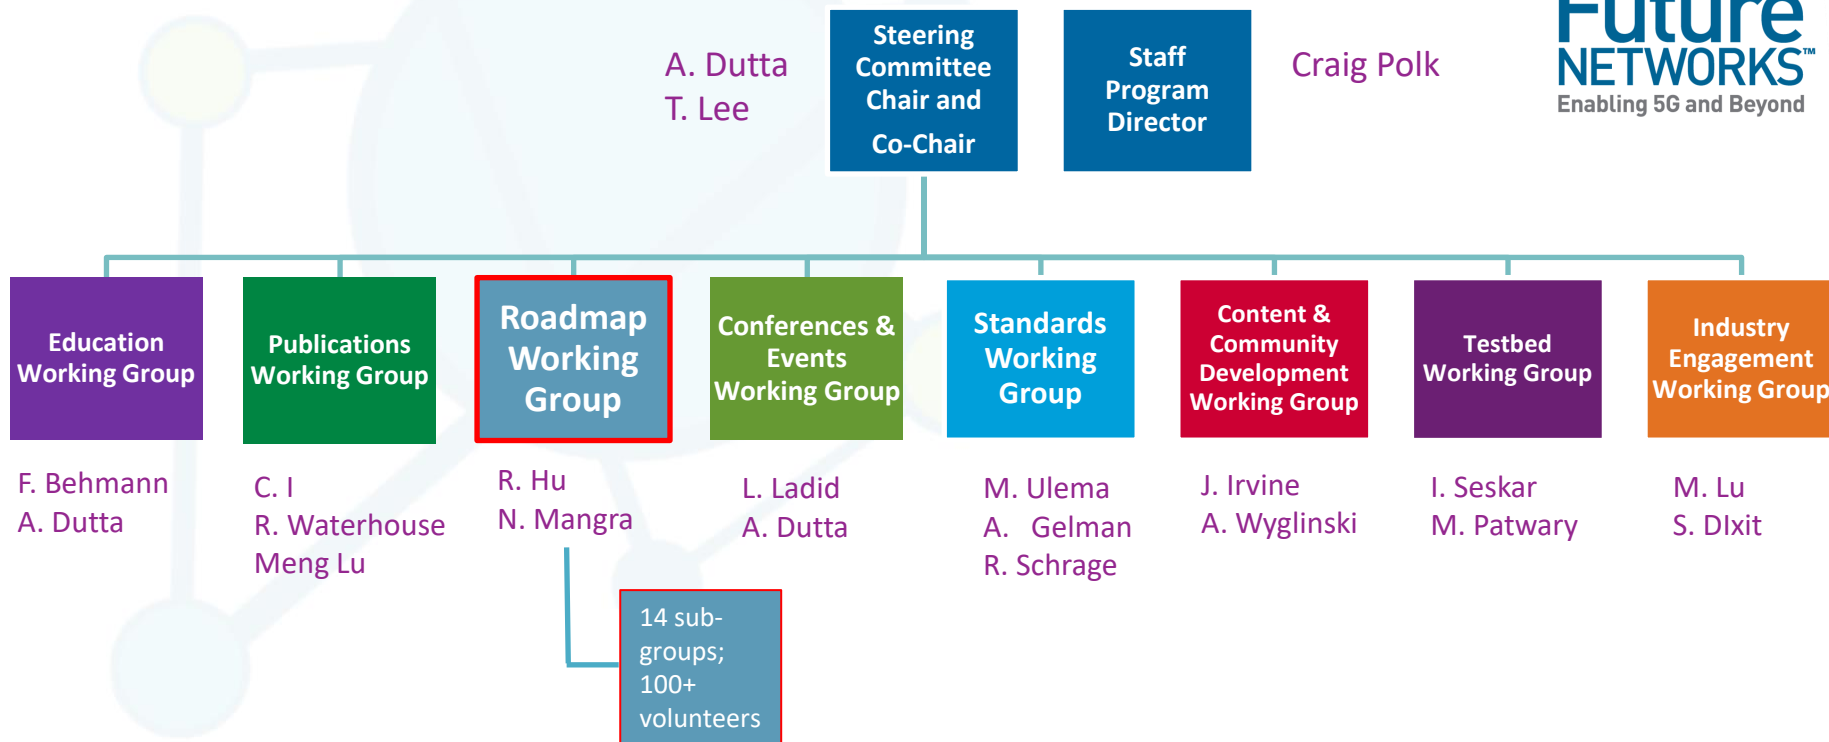 A. Dutta
T. Lee
Steering
Committee
Chair and
Co-Chair
Staff
Program
Director
Craig Polk
Future
NETWORKS™
Enabling 5G and Beyond
Education
Working Group
Publications
Working Group
Roadmap
Working
Group
Conferences &
Events
Working Group
Standards
Working
Group
Content &
Community
Development
Working Group
Testbed
Working Group
Industry
Engagement
Working Group
F. Behmann
A. Dutta
C. I
R. Waterhouse
Meng Lu
R. Hu
N. Mangra
L. Ladid
A. Dutta
M. Ulema
A. Gelman
R. Schrage
J. Irvine
A. Wyglinski
I. Seskar
M. Patwary
M. Lu
S. DIxit
14 sub-
groups;
100+
volunteers